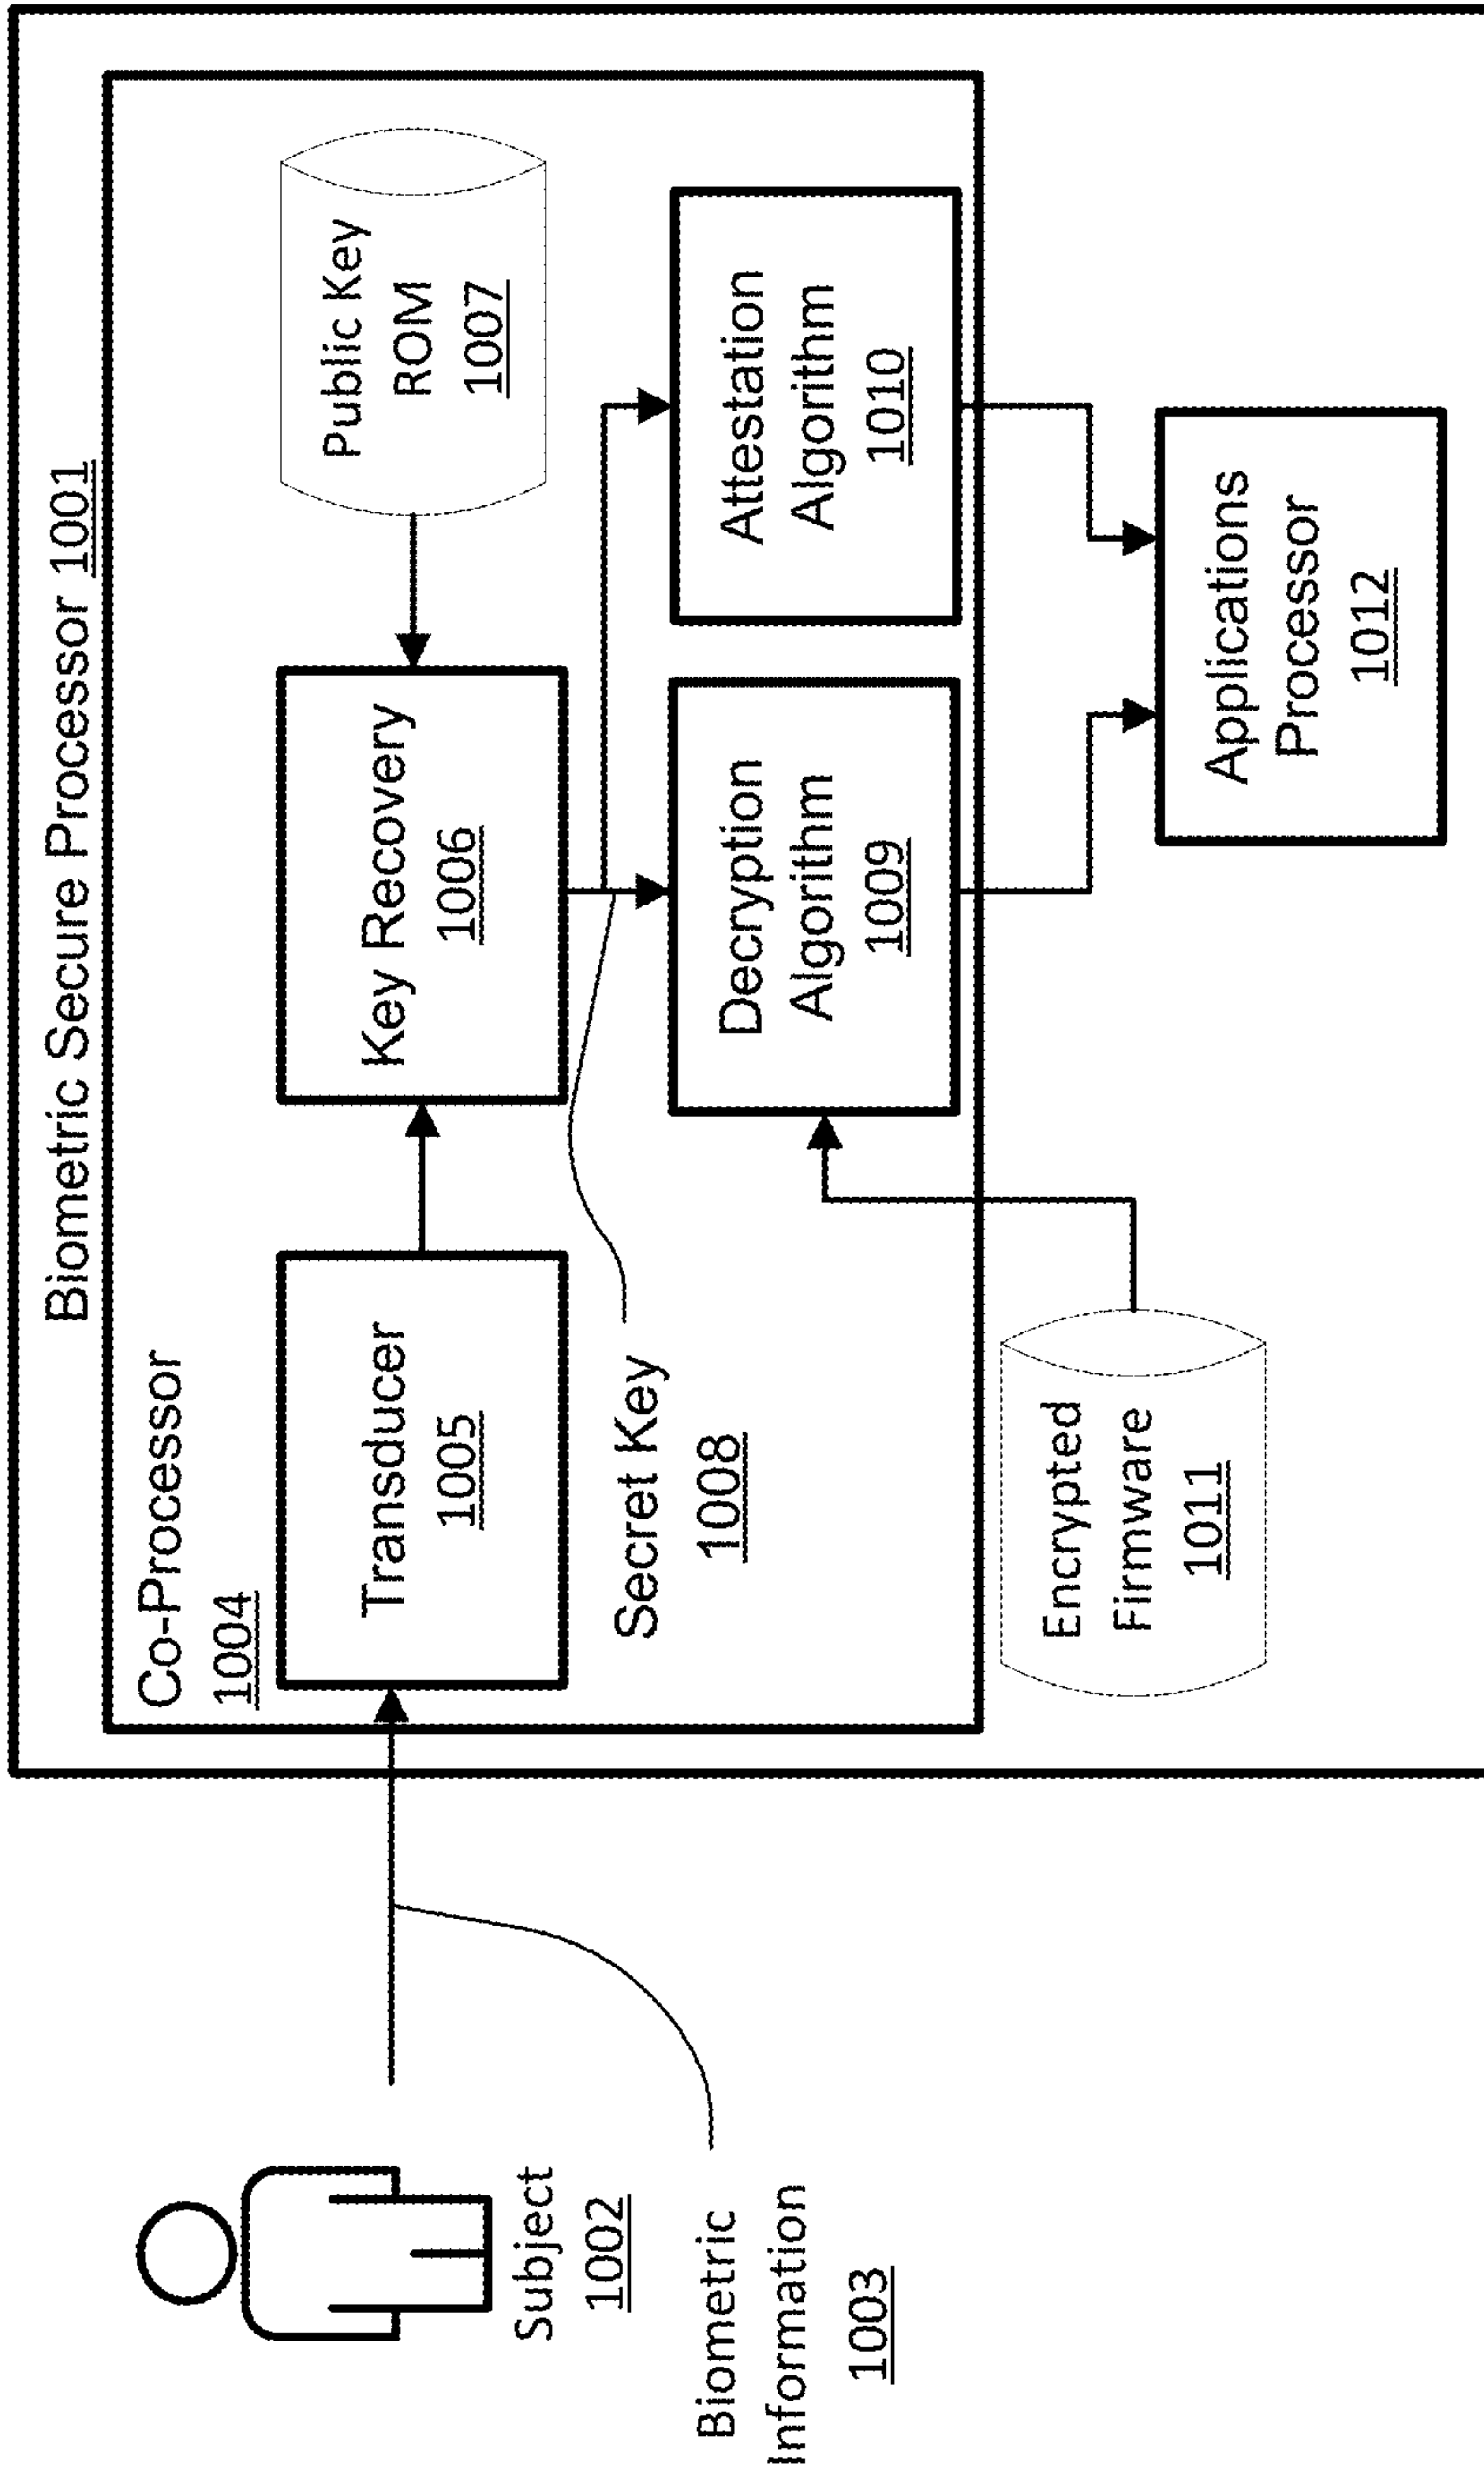 Biometric Secure Processor 1001
Co-Processor
1004
Subject
1002
Biometric
Information
1003
Transducer
1005
Key Recovery
1006
Public Key
ROM
1007
Secret Key
1008
Decryption
Algorithm
1009
Attestation
Algorithm
1010
Encrypted
Firmware
1011
Applications
Processor
1012